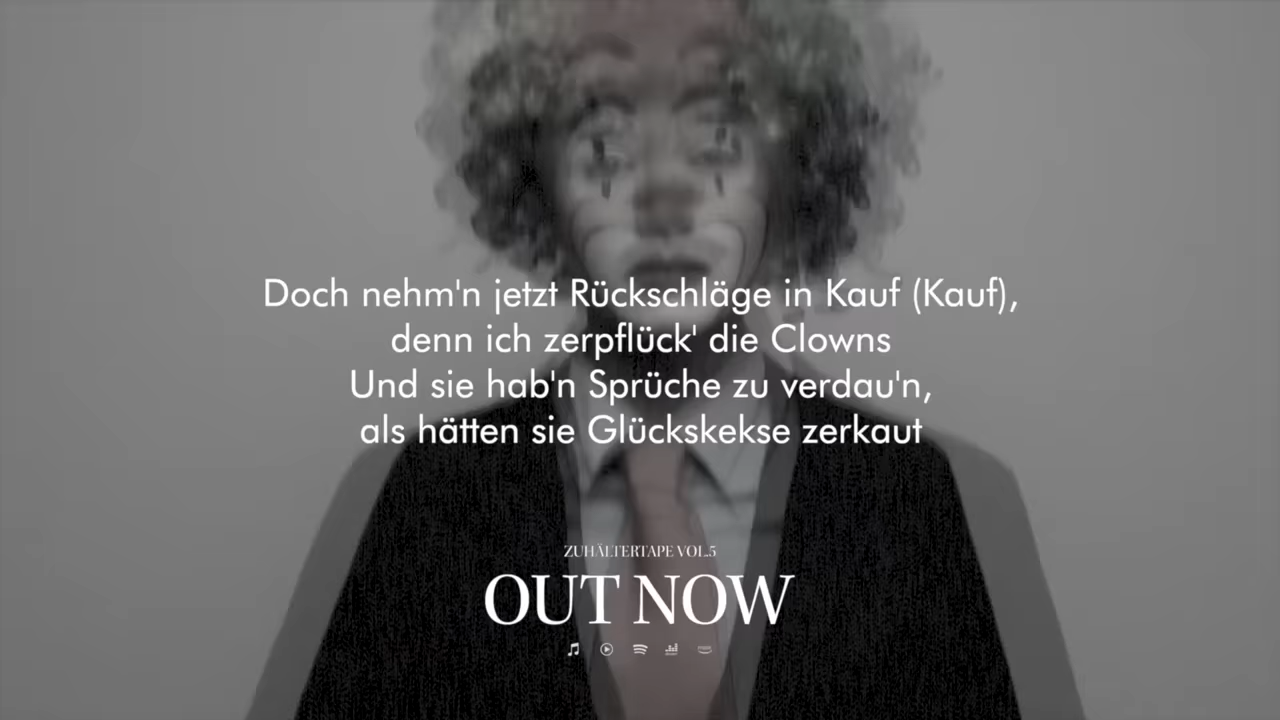 Doch nehm'n jetzt Rückschläge in Kauf (Kauf),
denn ich zerpflück' die Clowns
Und sie hab'n Sprüche zu verdau'n,
als hätten sie Glückskekse zerkaut
ZUHÄLTERTAPE VOL.5
OUT NOW